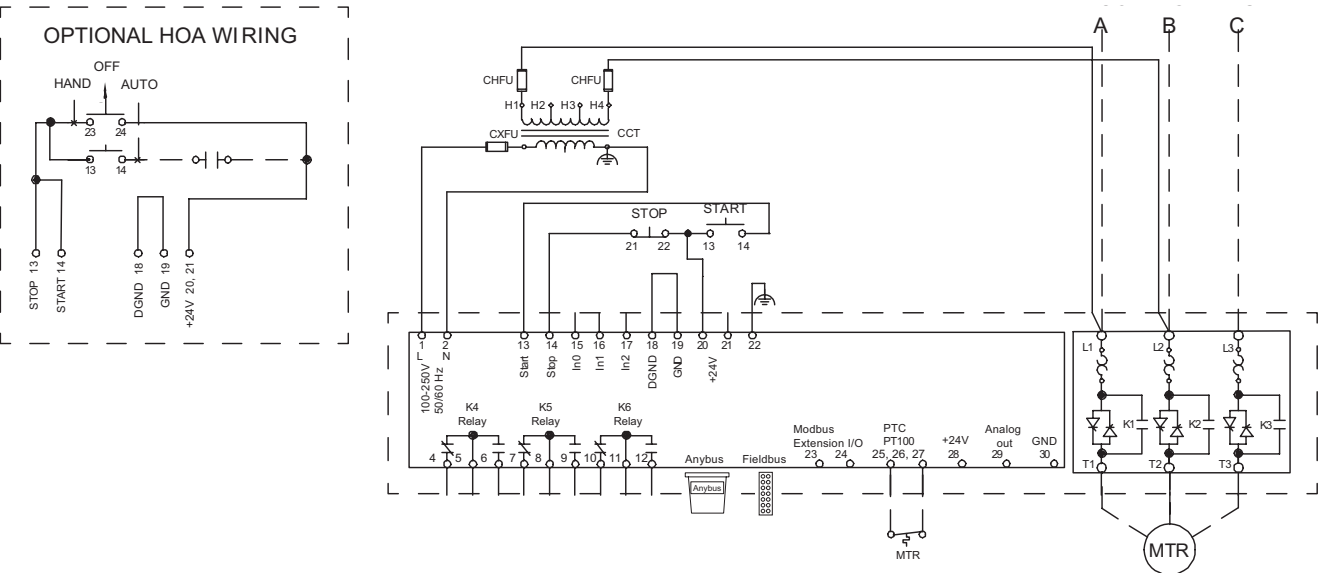 OPTIONAL HOA WIRING
OFF
HAND AUTO
23 24
13 14
STOP 13
START 14
DGND 18
GND 19
+24V 20, 21
A B C
CHFU CHFU
H1 H2 H3 H4
CXFU CCT
STOP START
21 22 13 14
1 2 13 14 15 16 17 18 19 20 21 22
L N Start Stop In0 In1 In2 DGND GND +24V
100-250V
50/60 Hz
L1 L2 L3
K1 K2 K3
T1 T2 T3
K4
Relay
K5
Relay
K6
Relay
4 5 6 7 8 9 10 11 12
Modbus
Extension I/O
23 24
PTC
PT100
25, 26, 27
+24V
28
Analog
out
29
GND
30
Anybus Fieldbus
Anybus
MTR
MTR